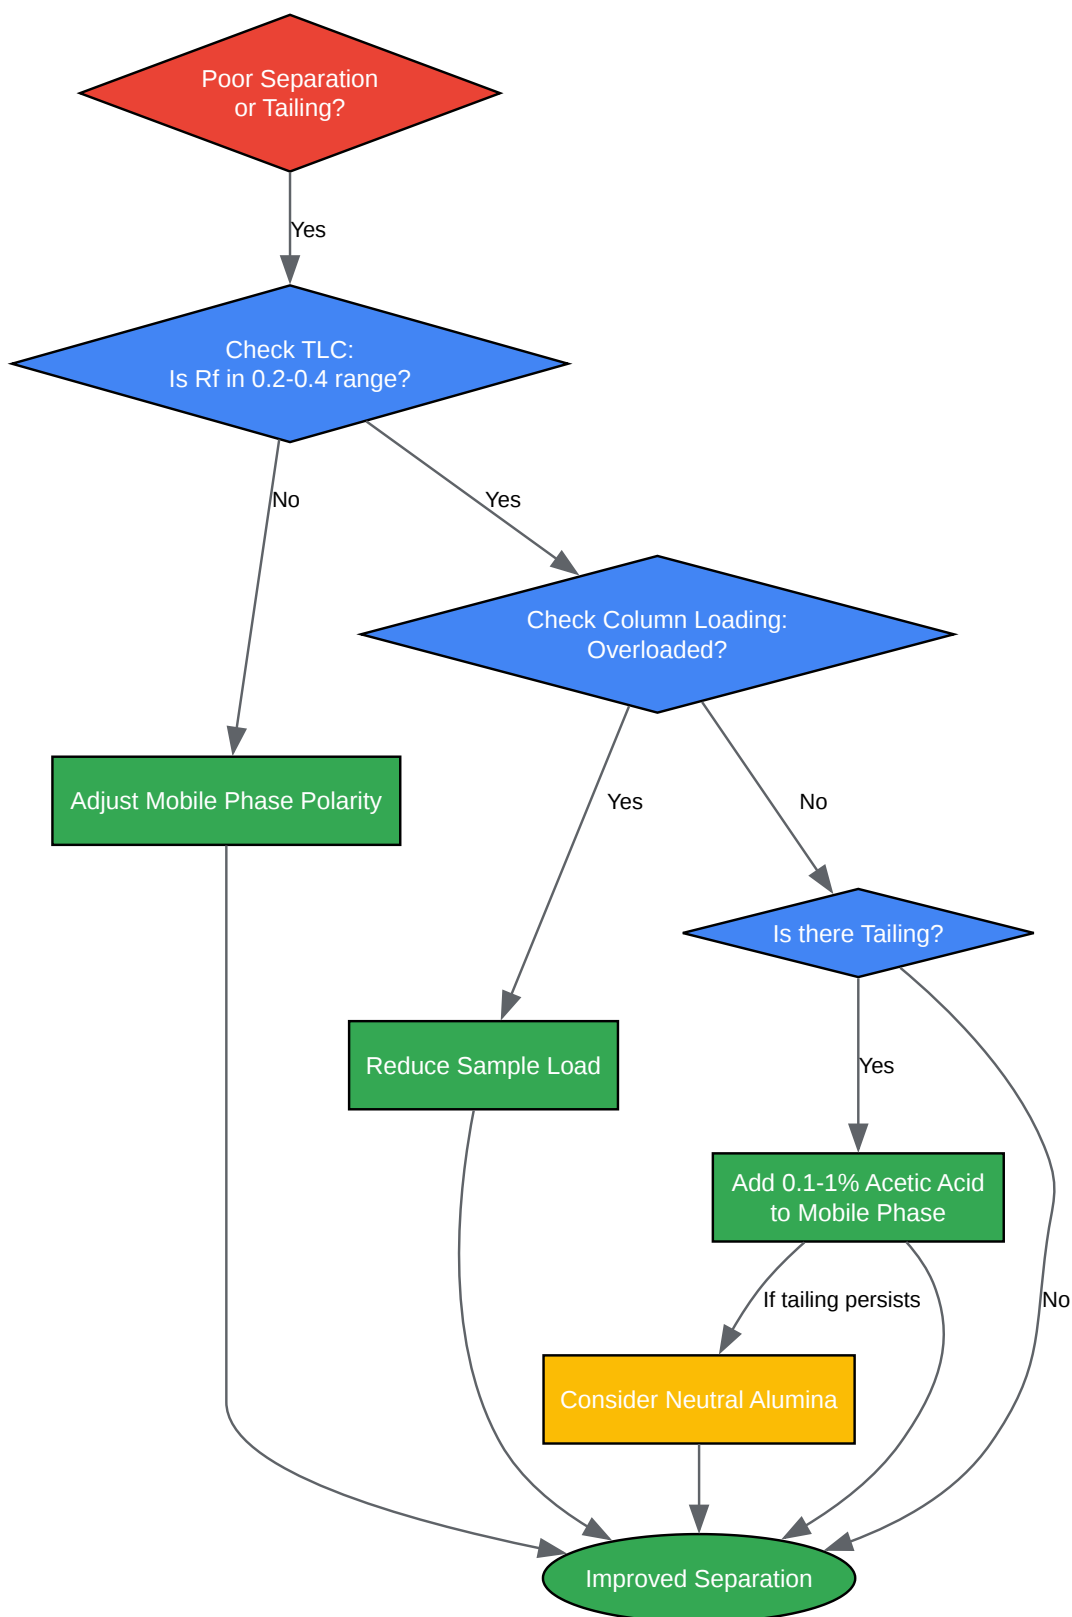 Poor Separation
or Tailing?
Yes
Check TLC:
Is Rf in 0.2-0.4 range?
No
Yes
Check Column Loading:
Overloaded?
Adjust Mobile Phase Polarity
Yes
No
Is there Tailing?
Reduce Sample Load
Yes
Add 0.1-1% Acetic Acid
to Mobile Phase
If tailing persists
No
Consider Neutral Alumina
Improved Separation